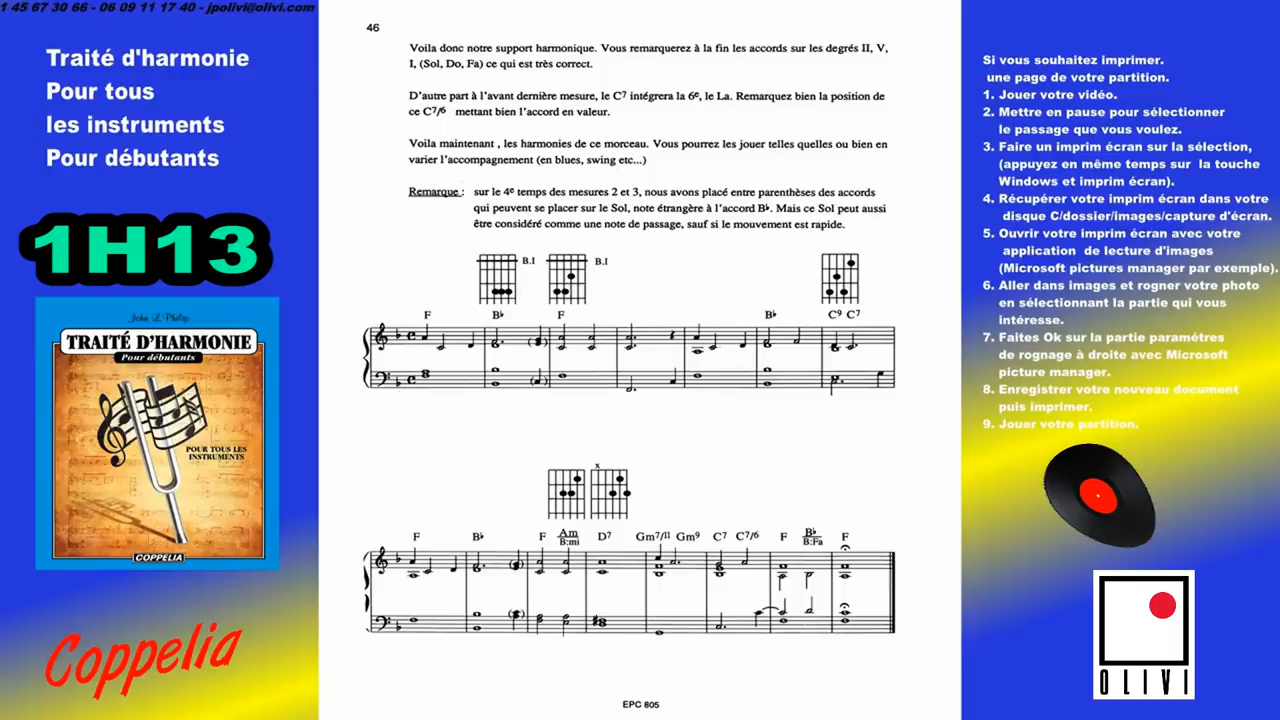 1 45 67 30 66 - 06 09 11 17 40 - jpolivi@olivi.com
Traité d'harmonie
Pour tous
les instruments
Pour débutants
1H13
John L. Philip
TRAITÉ D'HARMONIE
Pour débutants
POUR TOUS LES
INSTRUMENTS
COPPELIA
Coppelia
46
Voila donc notre support harmonique. Vous remarquerez à la fin les accords sur les degrés II, V,
I, (Sol, Do, Fa) ce qui est très correct.
D'autre part à l'avant dernière mesure, le C7 intégrera la 6e, le La. Remarquez bien la position de
ce C7/6 mettant bien l'accord en valeur.
Voila maintenant , les harmonies de ce morceau. Vous pourrez les jouer telles quelles ou bien en
varier l'accompagnement (en blues, swing etc...)
Remarque : sur le 4e temps des mesures 2 et 3, nous avons placé entre parenthèses des accords
qui peuvent se placer sur le Sol, note étrangère à l'accord B♭. Mais ce Sol peut aussi
être considéré comme une note de passage, sauf si le mouvement est rapide.
B.I B.I
F B♭ F B♭ C9 C7
x
F B♭ F Am D7 Gm7/11 Gm9 C7 C7/6 F B♭ F
B:mi B:Fa
EPC 805
Si vous souhaitez imprimer.
une page de votre partition.
1. Jouer votre vidéo.
2. Mettre en pause pour sélectionner
le passage que vous voulez.
3. Faire un imprim écran sur la sélection,
(appuyez en même temps sur la touche
Windows et imprim écran).
4. Récupérer votre imprim écran dans votre
disque C/dossier/images/capture d'écran.
5. Ouvrir votre imprim écran avec votre
application de lecture d'images
(Microsoft pictures manager par exemple).
6. Aller dans images et rogner votre photo
en sélectionnant la partie qui vous
intéresse.
7. Faites Ok sur la partie paramétres
de rognage à droite avec Microsoft
picture manager.
8. Enregistrer votre nouveau document
puis imprimer.
9. Jouer votre partition.
OLIVI